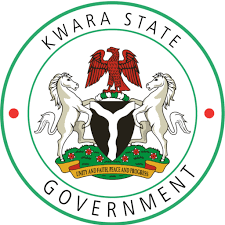 KWARA STATE
UNITY AND FAITH, PEACE AND PROGRESS
GOVERNMENT